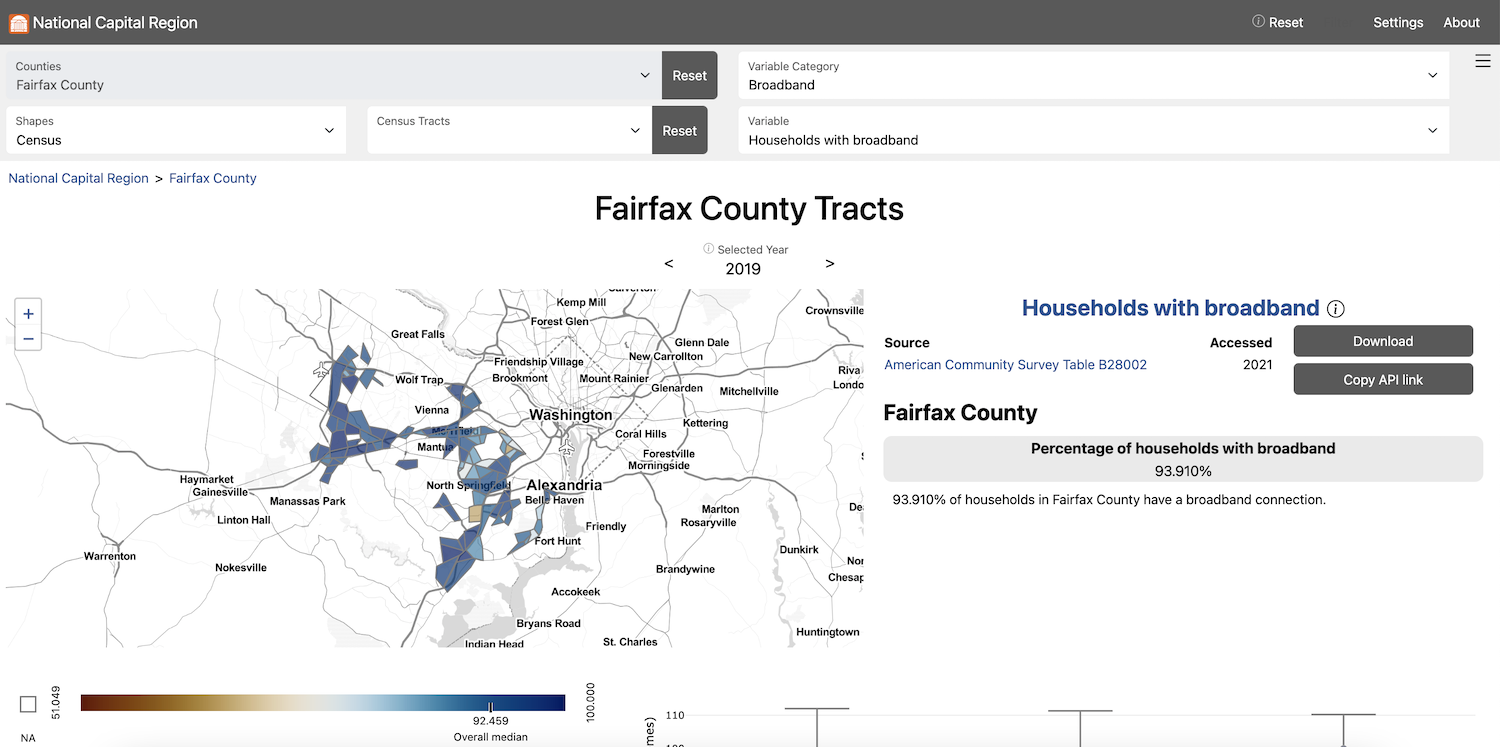 National Capital Region
Reset
Settings
About
Counties
Fairfax County
Reset
Variable Category
Broadband
Shapes
Census
Census Tracts
Reset
Variable
Households with broadband
National Capital Region > Fairfax County
Fairfax County Tracts
Selected Year
< 2019 >
+
−
Kemp Mill
Crownsville
Forest Glen
Great Falls
Glenn Dale
New Carrollton
Friendship Village
Riva
Wolf Trap
Brookmont
Mount Rainier
Glenarden
Mitchellville
Vienna
Washington
Kettering
Coral Hills
Merrifield
Mantua
Forestville
Morningside
Haymarket
North Springfield
Alexandria
Gainesville
Manassas Park
Belle Haven
Marlton
Linton Hall
Friendly
Rosaryville
Fort Hunt
Dunkirk
Warrenton
Nokesville
Brandywine
Accokeek
Bryans Road
Huntingtown
Indian Head
St. Charles
Households with broadband
Source
Accessed
American Community Survey Table B28002
2021
Download
Copy API link
Fairfax County
Percentage of households with broadband
93.910%
93.910% of households in Fairfax County have a broadband connection.
NA
51.049
92.459
Overall median
100.000
110